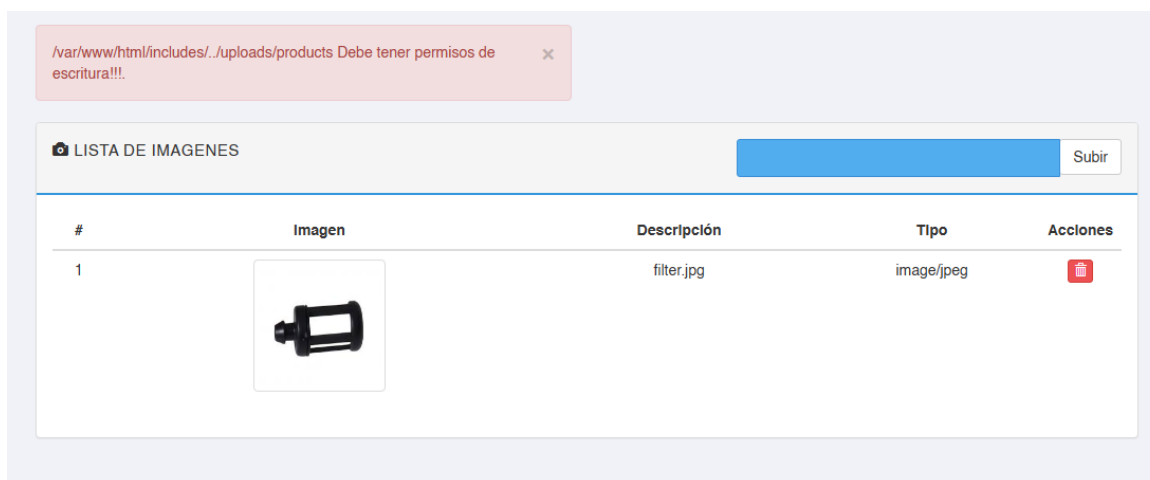 /var/www/html/includes/../uploads/products Debe tener permisos de
escritura!!!.
×
LISTA DE IMAGENES
Subir
# Imagen Descripción Tipo Acciones
1 filter.jpg image/jpeg